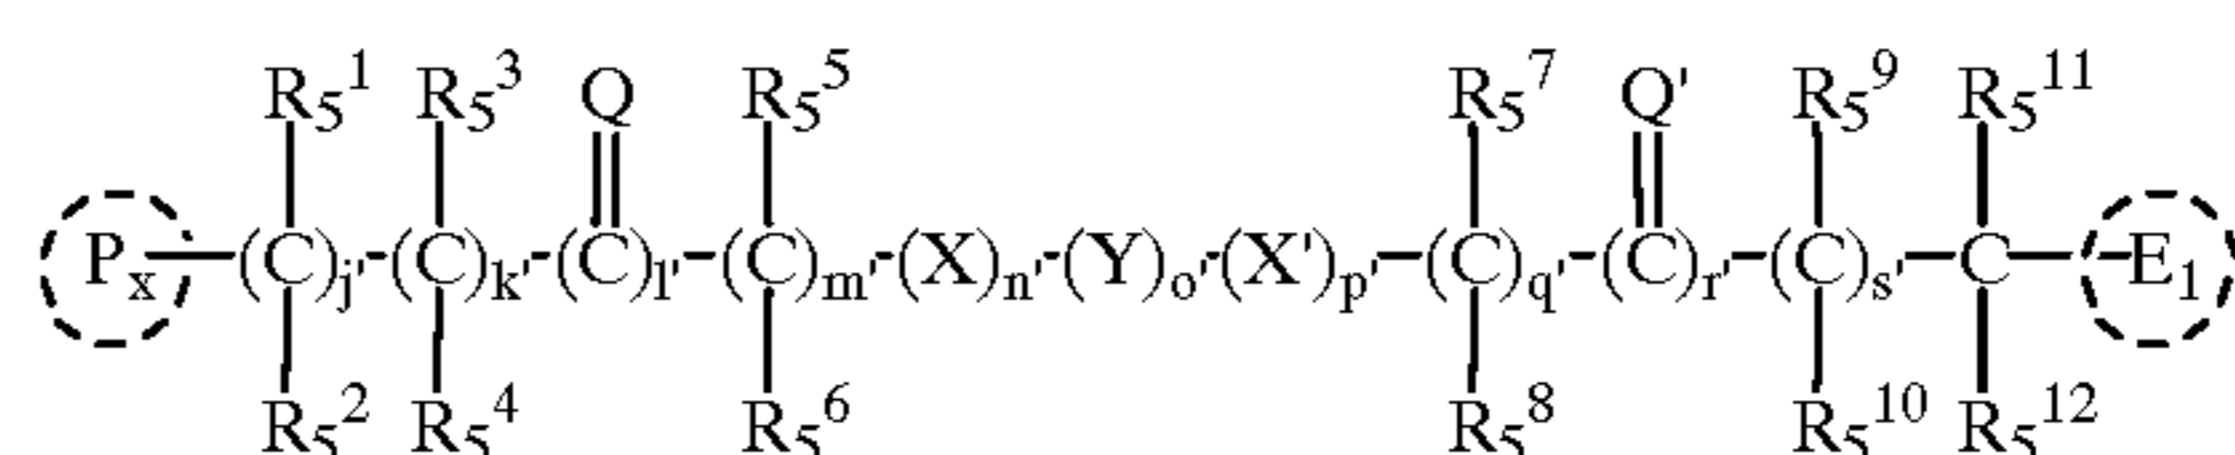 R5^1 R5^3 Q R5^5 R5^7 Q' R5^9 R5^11
Px-(C)j'-(C)k'-(C)l'-(C)m'-(X)n'-(Y)o'-(X')p'-(C)q'-(C)r'-(C)s'-C-E1
R5^2 R5^4 R5^6 R5^8 R5^10 R5^12